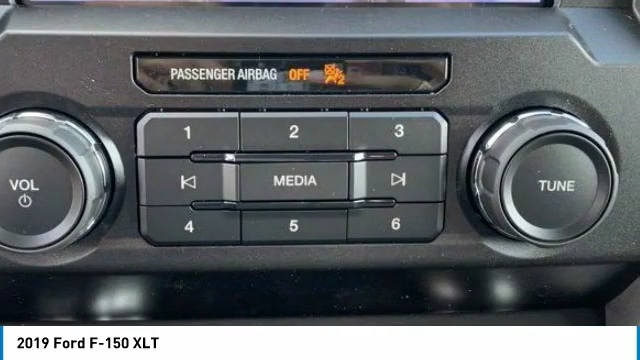 PASSENGER AIRBAG OFF
1 2 3
VOL MEDIA TUNE
4 5 6
2019 Ford F-150 XLT